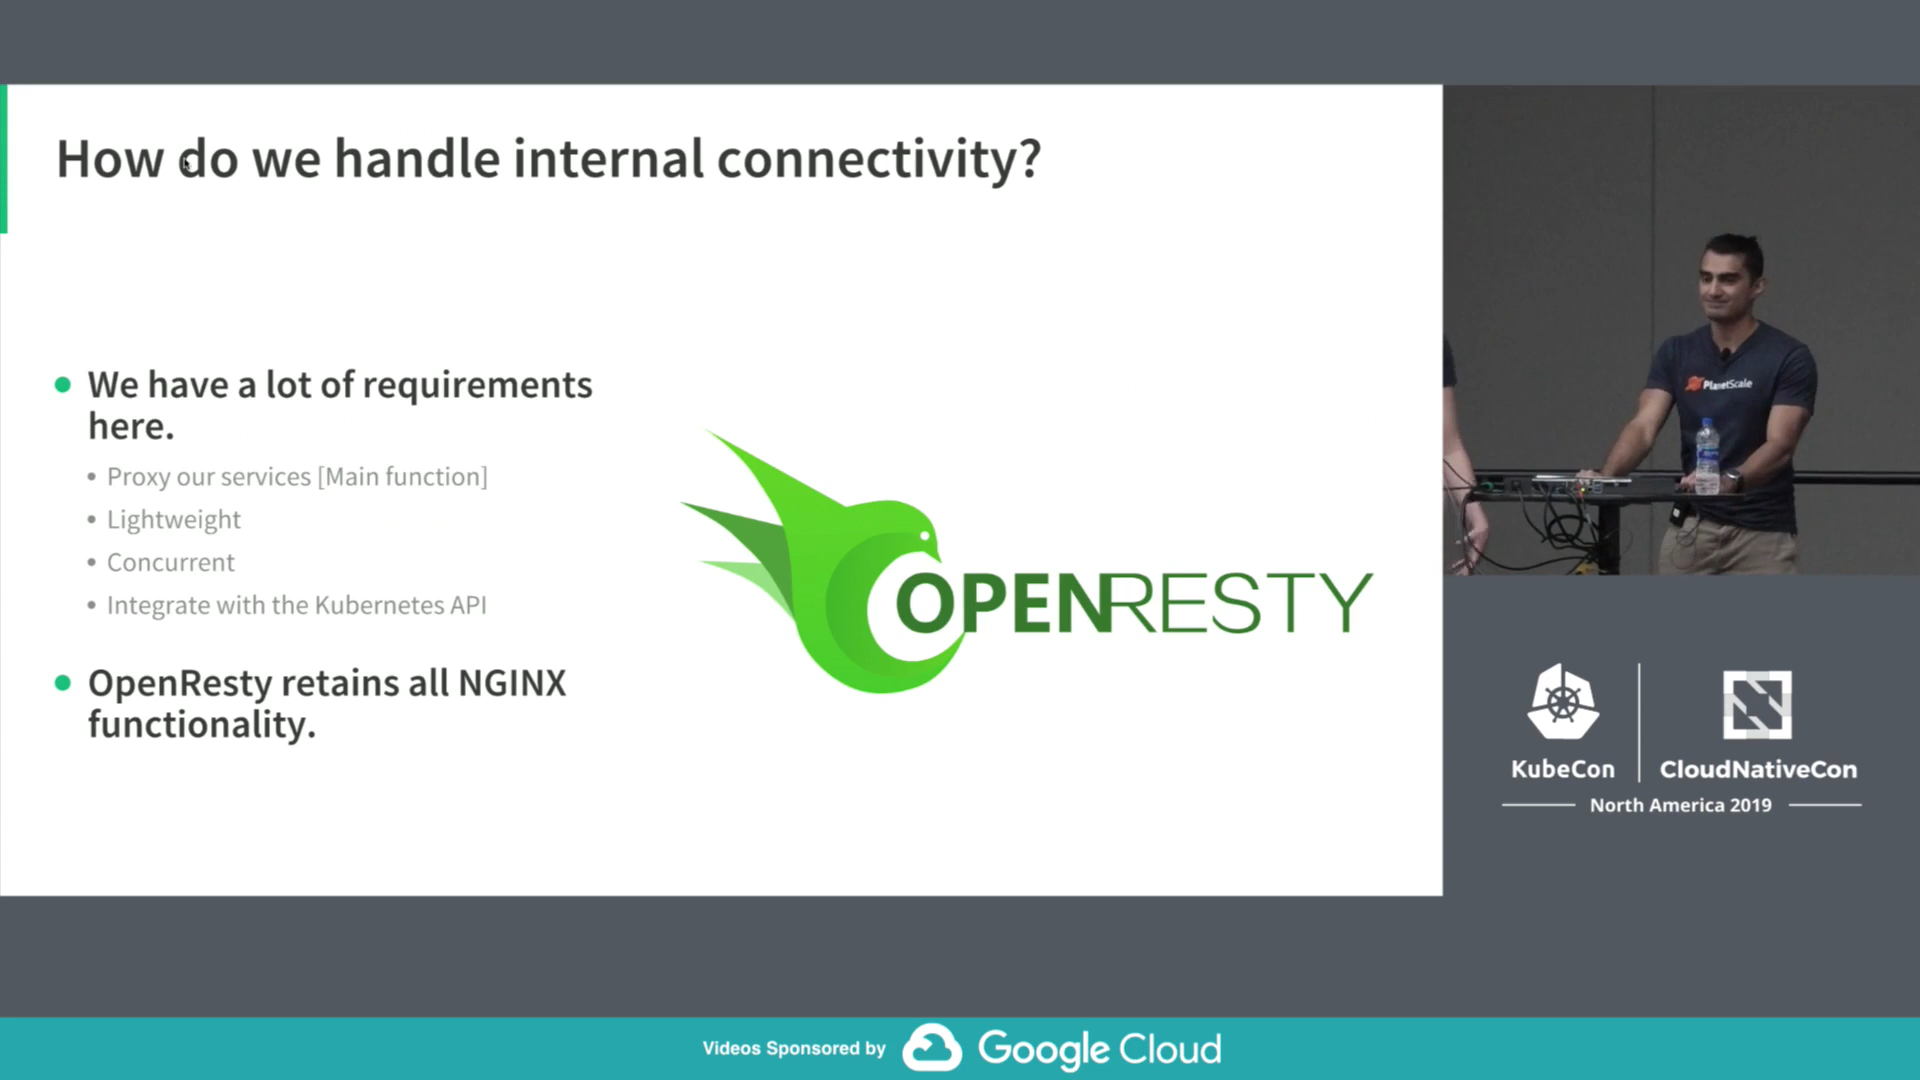 How do we handle internal connectivity?
We have a lot of requirements
here.
Proxy our services [Main function]
Lightweight
Concurrent
Integrate with the Kubernetes API
OpenResty retains all NGINX
functionality.
OPENRESTY
PlanetScale
KubeCon
CloudNativeCon
North America 2019
Videos Sponsored by
Google Cloud